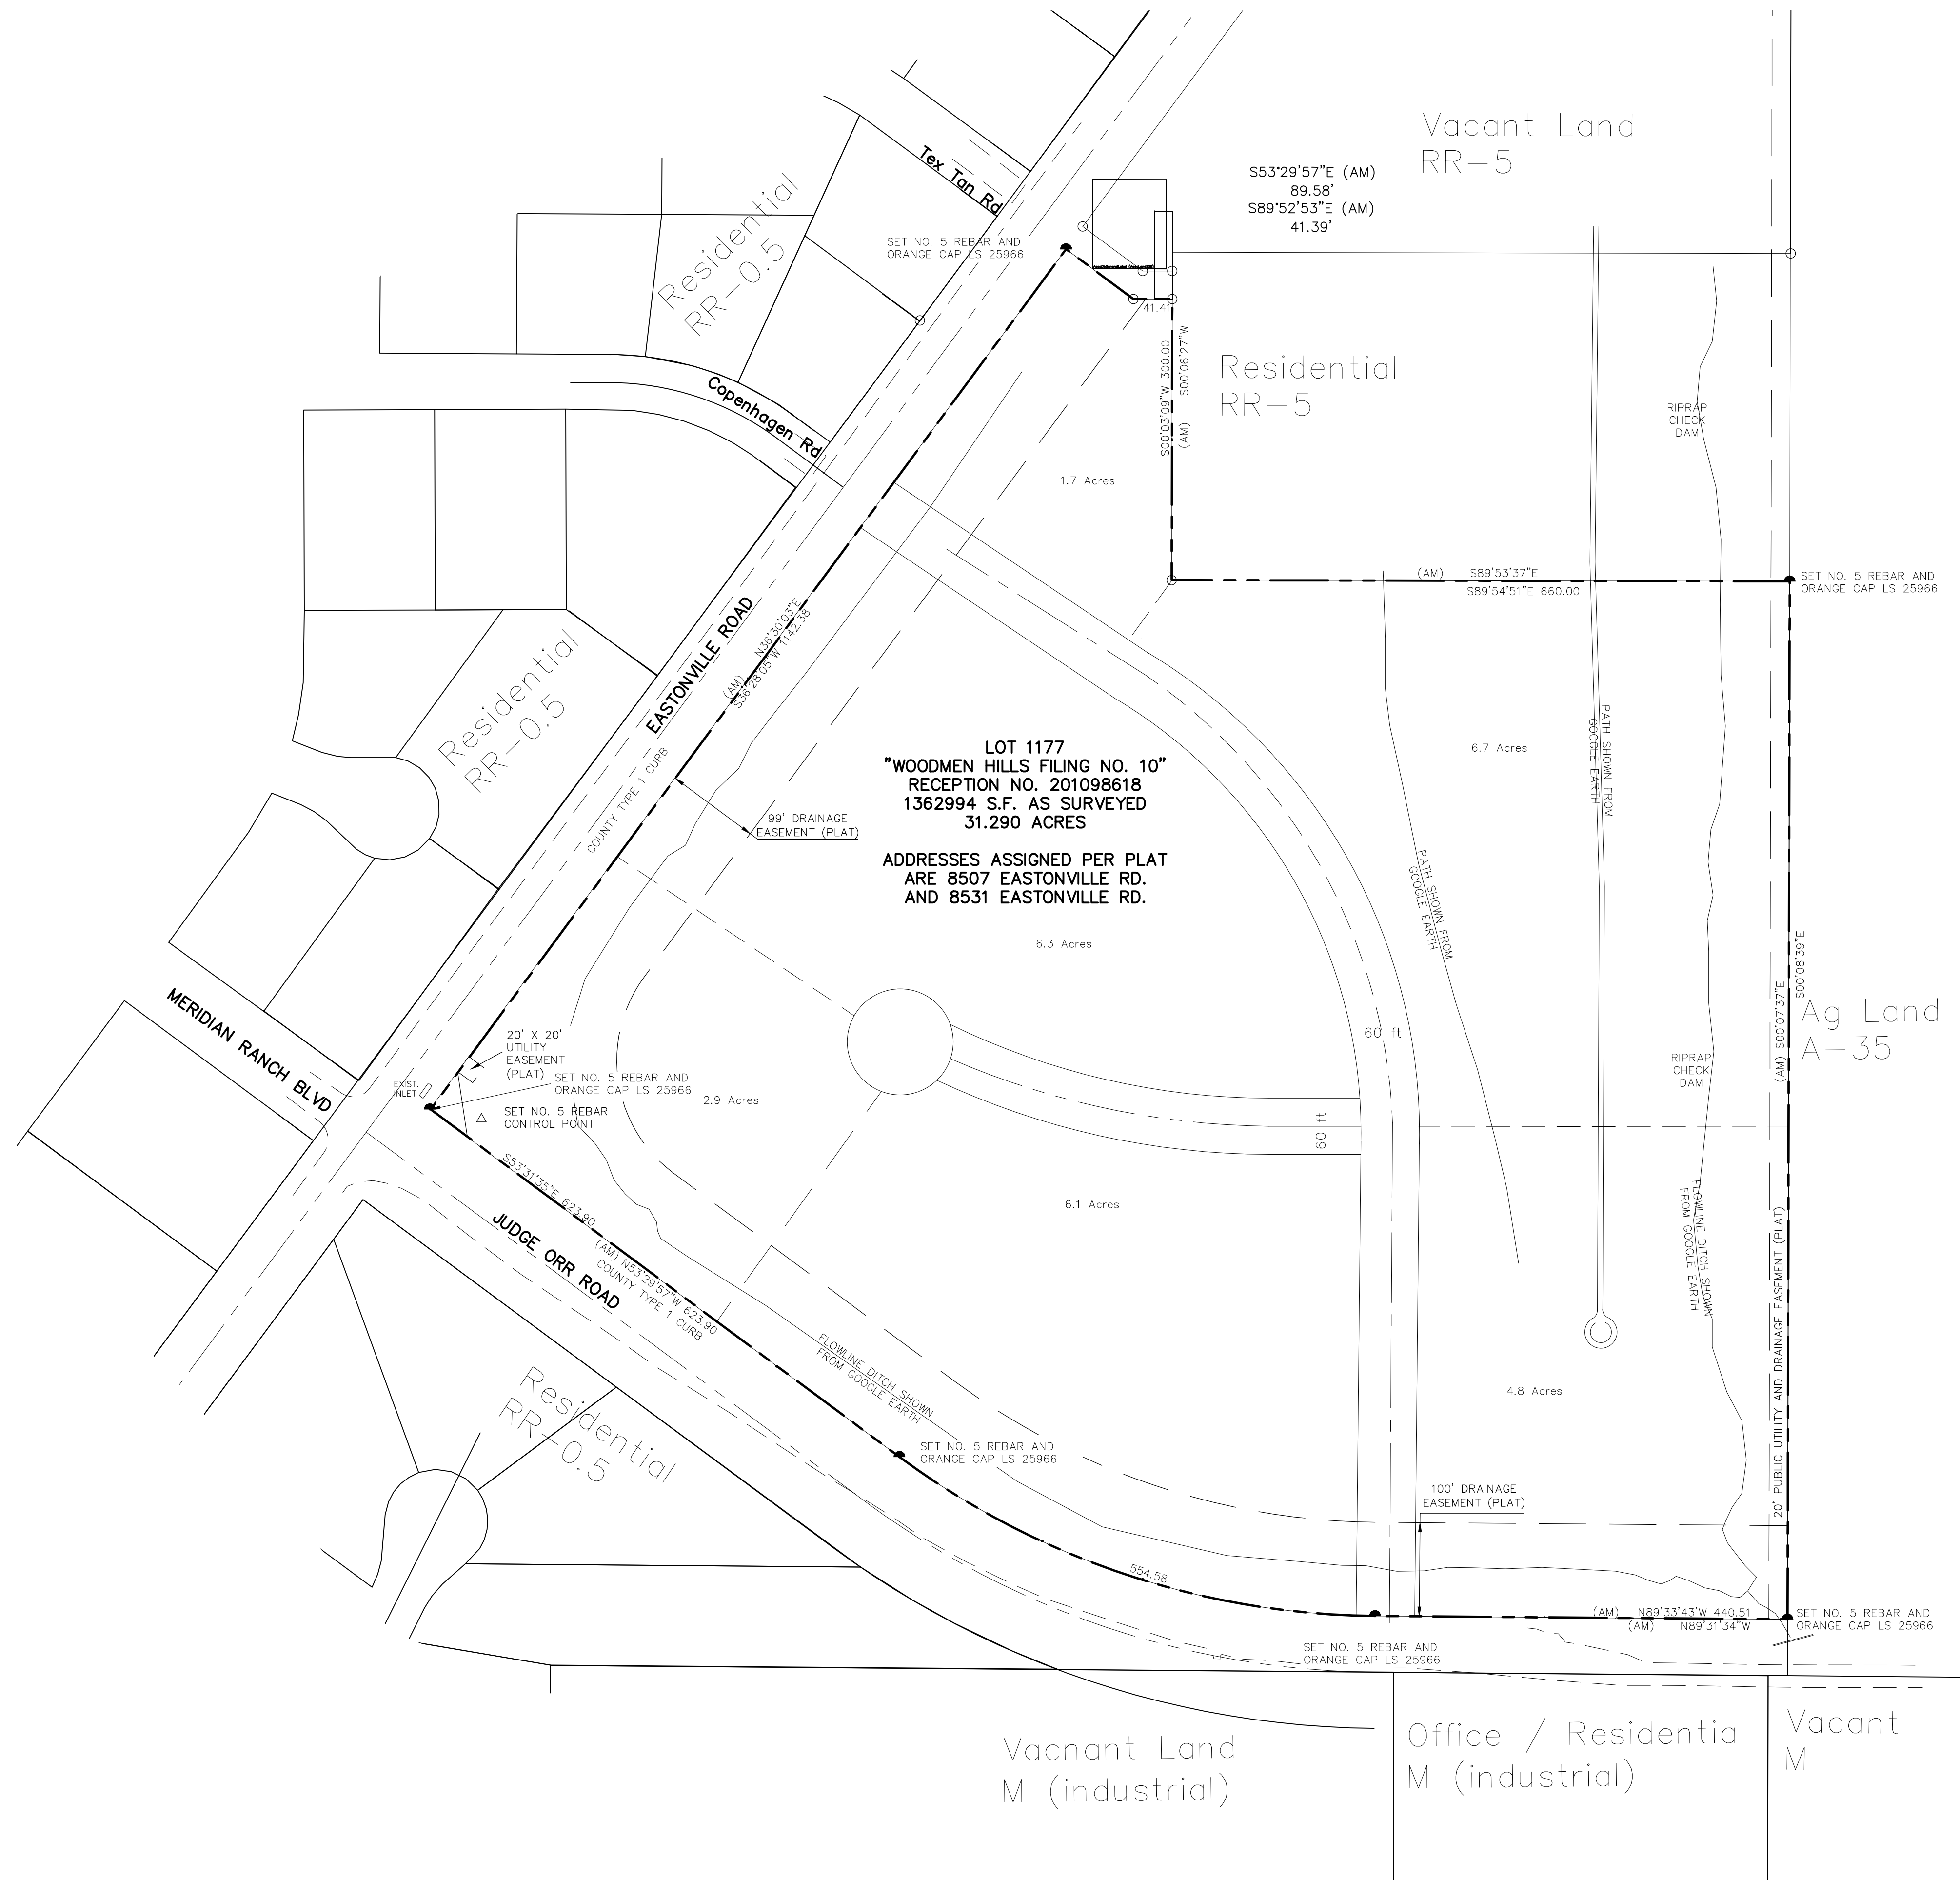 Vacant Land
RR-5
S53°29'57"E (AM)
89.58'
S89°52'53"E (AM)
41.39'
Tex Tan Rd
Residential
RR-0.5
SET NO. 5 REBAR AND
ORANGE CAP LS 25966
41.41
S00°03'09"W 300.00
S00°06'27"W
(AM)
Residential
RR-5
RIPRAP
CHECK
DAM
Copenhagen Rd
1.7 Acres
(AM) S89°53'37"E
S89°54'51"E 660.00
SET NO. 5 REBAR AND
ORANGE CAP LS 25966
EASTONVILLE ROAD
(AM) N36°30'03"E
S36°28'05"W 1142.38
Residential
RR-0.5
COUNTY TYPE 1 CURB
99' DRAINAGE
EASEMENT (PLAT)
LOT 1177
"WOODMEN HILLS FILING NO. 10"
RECEPTION NO. 201098618
1362994 S.F. AS SURVEYED
31.290 ACRES
ADDRESSES ASSIGNED PER PLAT
ARE 8507 EASTONVILLE RD.
AND 8531 EASTONVILLE RD.
6.7 Acres
PATH SHOWN FROM
GOOGLE EARTH
PATH SHOWN FROM
GOOGLE EARTH
6.3 Acres
S00°08'39"E
(AM) S00°07'37"E
Ag Land
A-35
MERIDIAN RANCH BLVD
20' X 20'
UTILITY
EASEMENT
(PLAT)
EXIST.
INLET
SET NO. 5 REBAR AND
ORANGE CAP LS 25966
SET NO. 5 REBAR
CONTROL POINT
2.9 Acres
60 ft
60 ft
RIPRAP
CHECK
DAM
S53°31'35"E 623.90
(AM) N53°29'57"W 623.90
COUNTY TYPE 1 CURB
JUDGE ORR ROAD
6.1 Acres
FLOWLINE DITCH SHOWN
FROM GOOGLE EARTH
20' PUBLIC UTILITY AND DRAINAGE EASEMENT (PLAT)
FLOWLINE DITCH SHOWN
FROM GOOGLE EARTH
4.8 Acres
Residential
RR-0.5
SET NO. 5 REBAR AND
ORANGE CAP LS 25966
100' DRAINAGE
EASEMENT (PLAT)
554.58
(AM) N89°33'43"W 440.51
(AM) N89°31'34"W
SET NO. 5 REBAR AND
ORANGE CAP LS 25966
SET NO. 5 REBAR AND
ORANGE CAP LS 25966
Vacnant Land
M (industrial)
Office / Residential
M (industrial)
Vacant
M